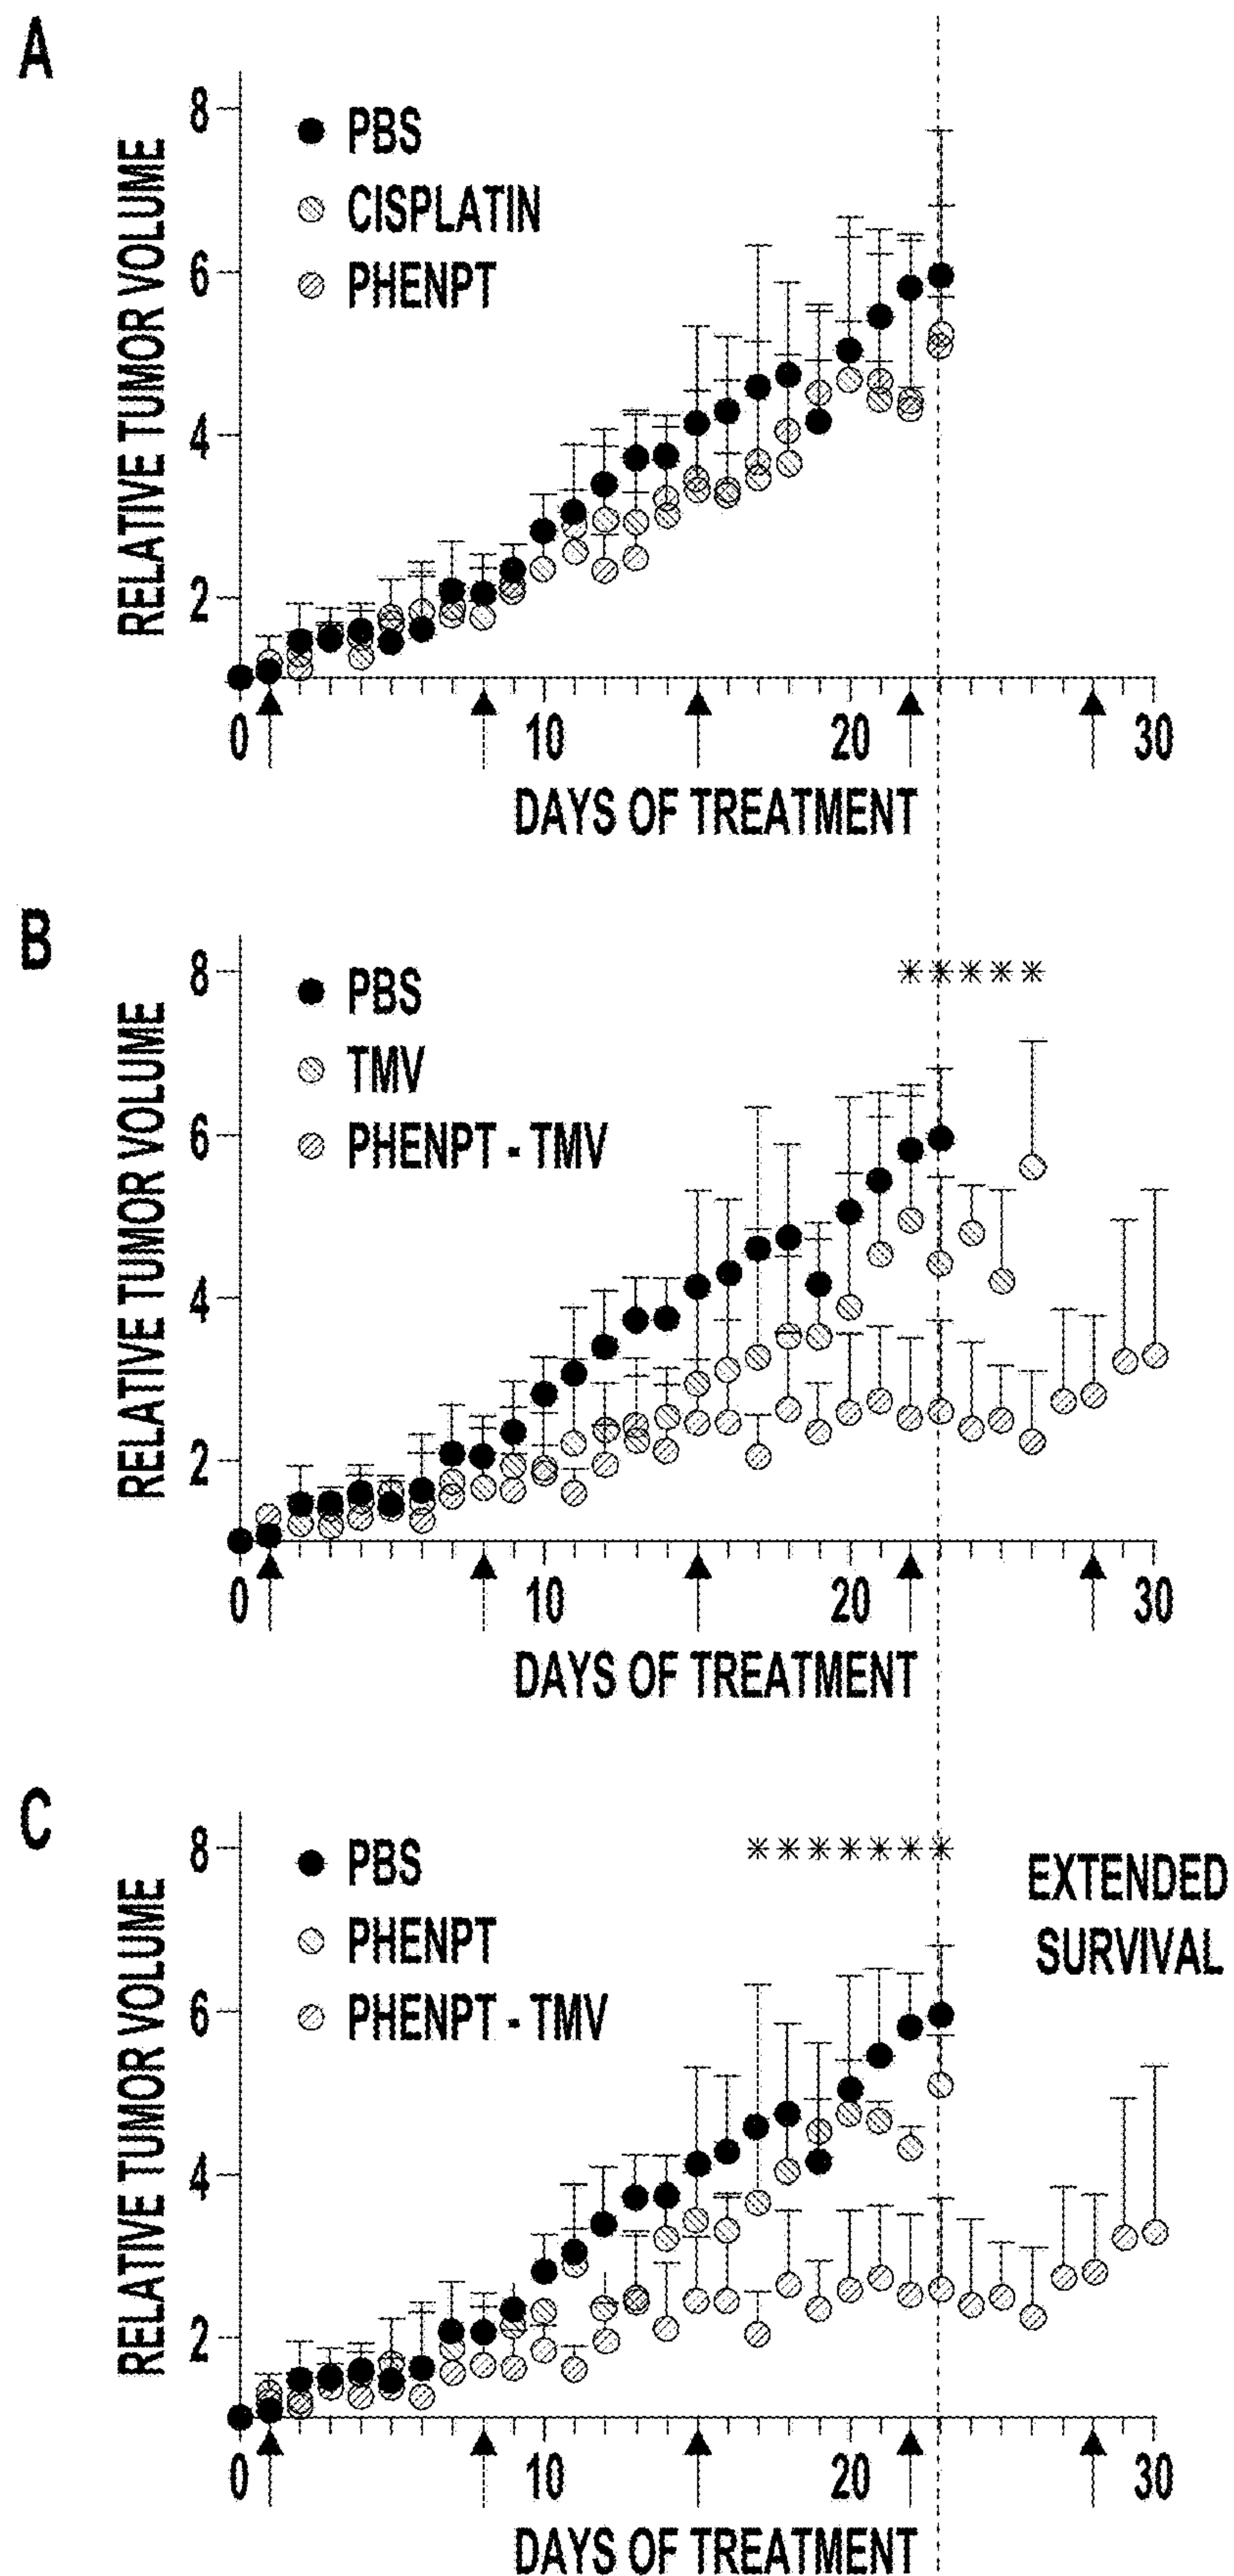 A
RELATIVE TUMOR VOLUME
8
6
4
2
PBS
CISPLATIN
PHENPT
0 10 20 30
DAYS OF TREATMENT
B
RELATIVE TUMOR VOLUME
8
6
4
2
PBS
TMV
PHENPT - TMV
* * * * *
0 10 20 30
DAYS OF TREATMENT
C
RELATIVE TUMOR VOLUME
8
6
4
2
PBS
PHENPT
PHENPT - TMV
* * * * * * *
EXTENDED
SURVIVAL
0 10 20 30
DAYS OF TREATMENT